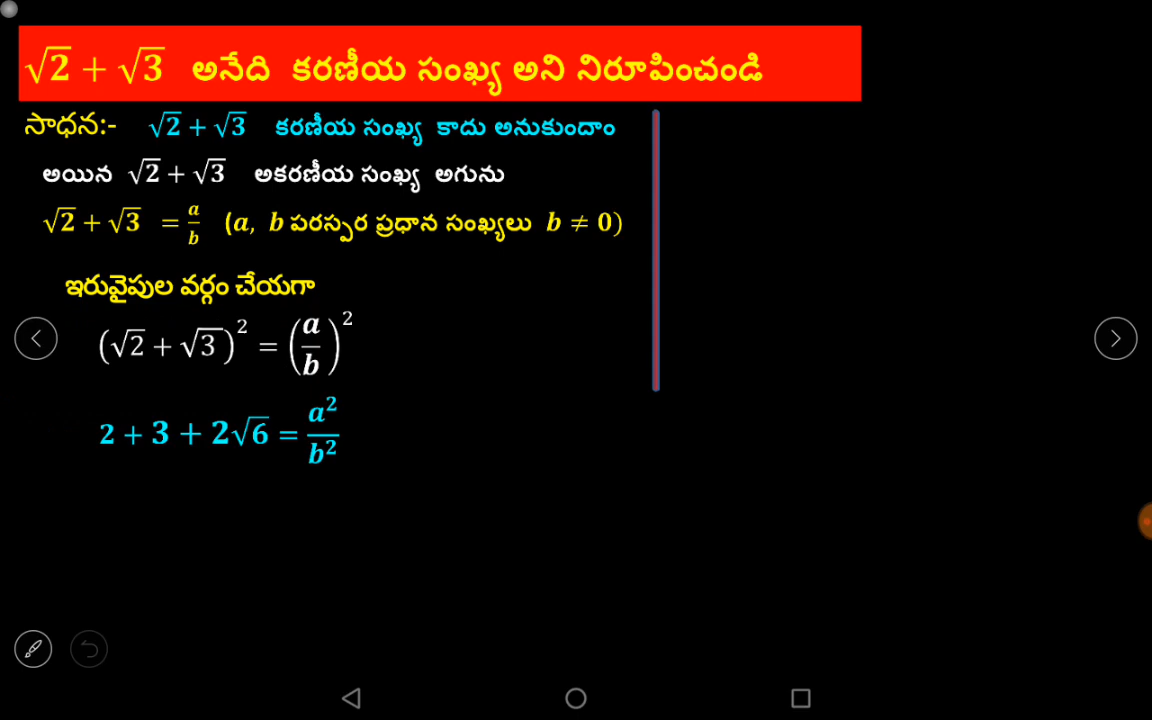 √2 + √3 అనేది కరణీయ సంఖ్య అని నిరూపించండి
సాధన:- √2 + √3 కరణీయ సంఖ్య కాదు అనుకుందాం
అయిన √2 + √3 అకరణీయ సంఖ్య అగును
√2 + √3 = a/b (a, b పరస్పర ప్రధాన సంఖ్యలు b ≠ 0)
ఇరువైపుల వర్గం చేయగా
(√2 + √3)² = (a/b)²
2 + 3 + 2√6 = a²/b²